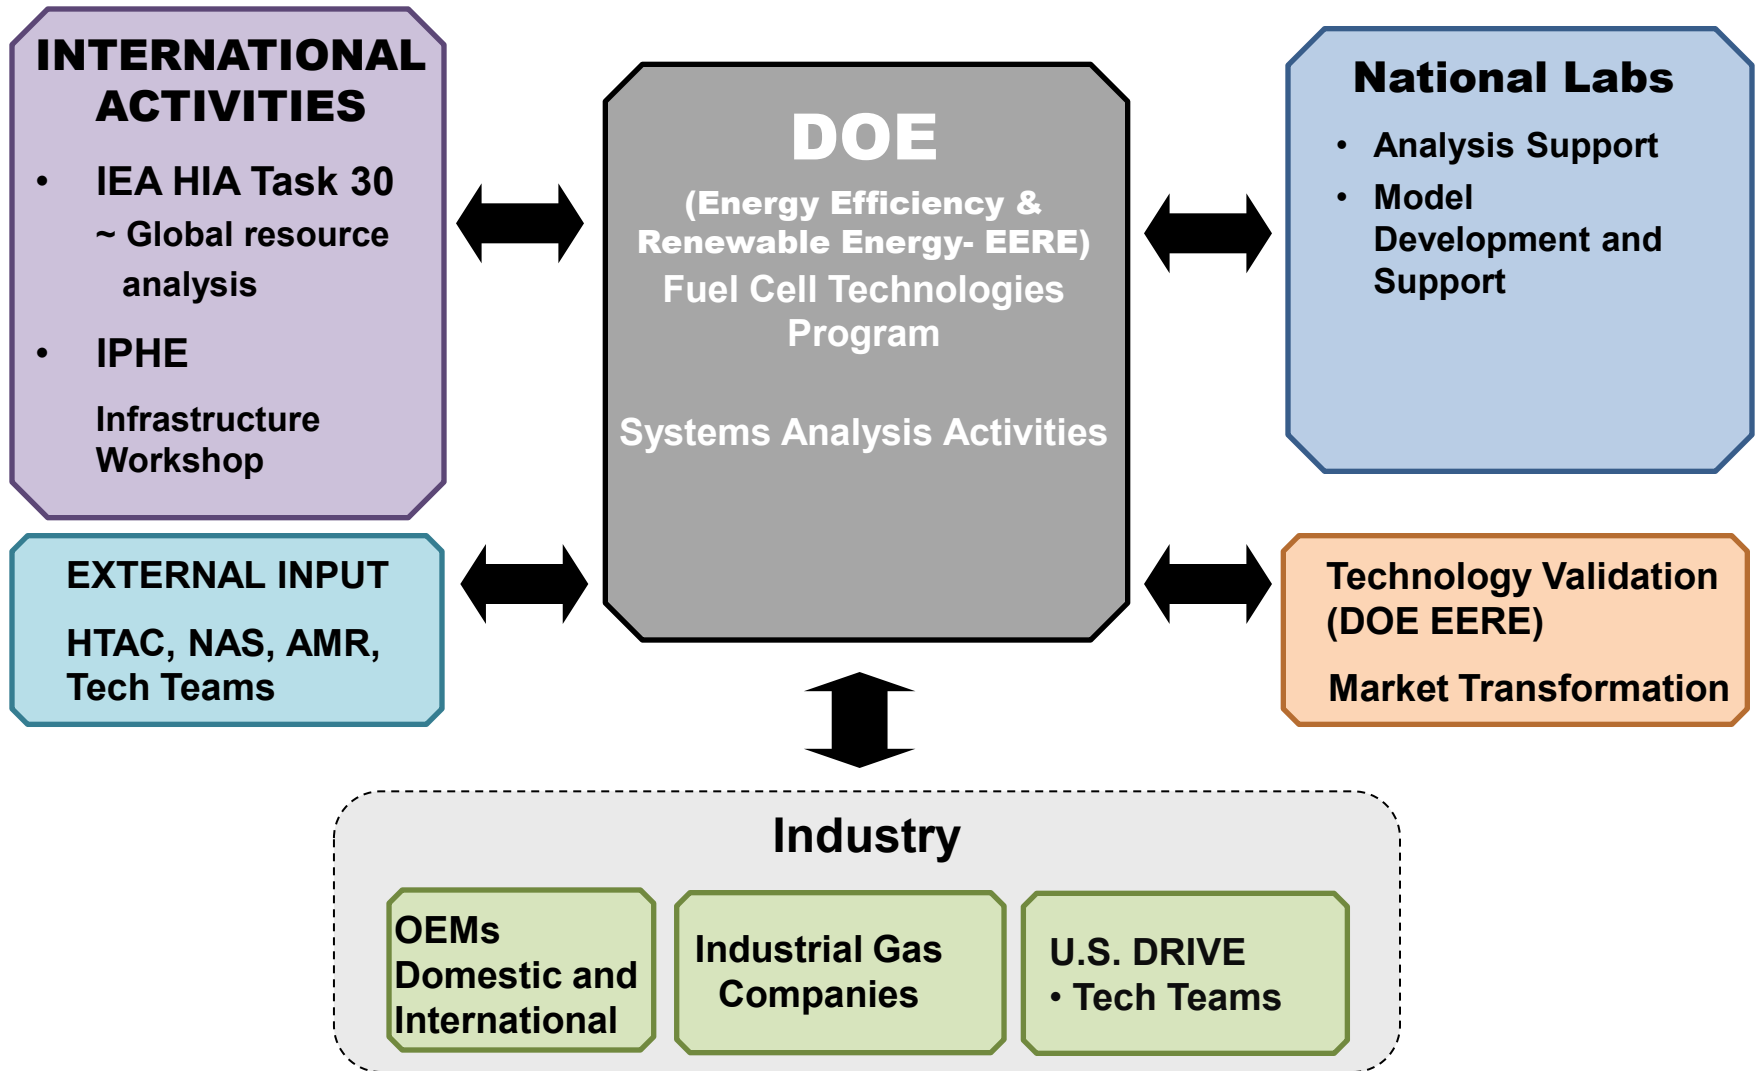 INTERNATIONAL
ACTIVITIES
• IEA HIA Task 30
~ Global resource
analysis
• IPHE
Infrastructure
Workshop
EXTERNAL INPUT
HTAC, NAS, AMR,
Tech Teams
DOE
(Energy Efficiency &
Renewable Energy- EERE)
Fuel Cell Technologies
Program
Systems Analysis Activities
National Labs
• Analysis Support
• Model
Development and
Support
Technology Validation
(DOE EERE)
Market Transformation
Industry
OEMs
Domestic and
International
Industrial Gas
Companies
U.S. DRIVE
• Tech Teams